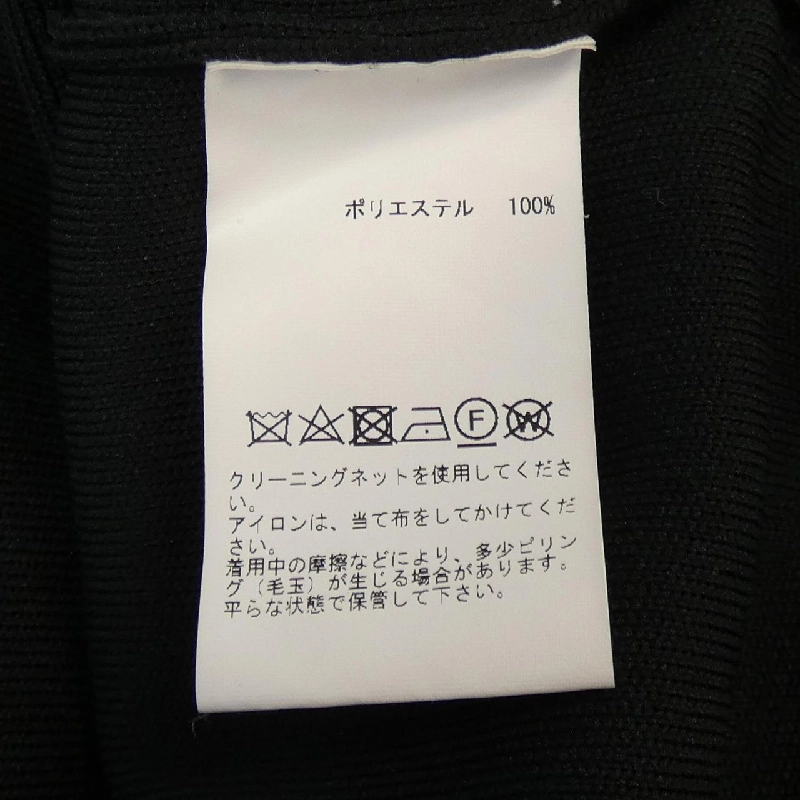 ポリエステル 100%
F W
クリーニングネットを使用してくださ
い。
アイロンは、当て布をしてかけてくだ
さい。
着用中の摩擦などにより、多少ピリン
グ（毛玉）が生じる場合があります。
平らな状態で保管して下さい。